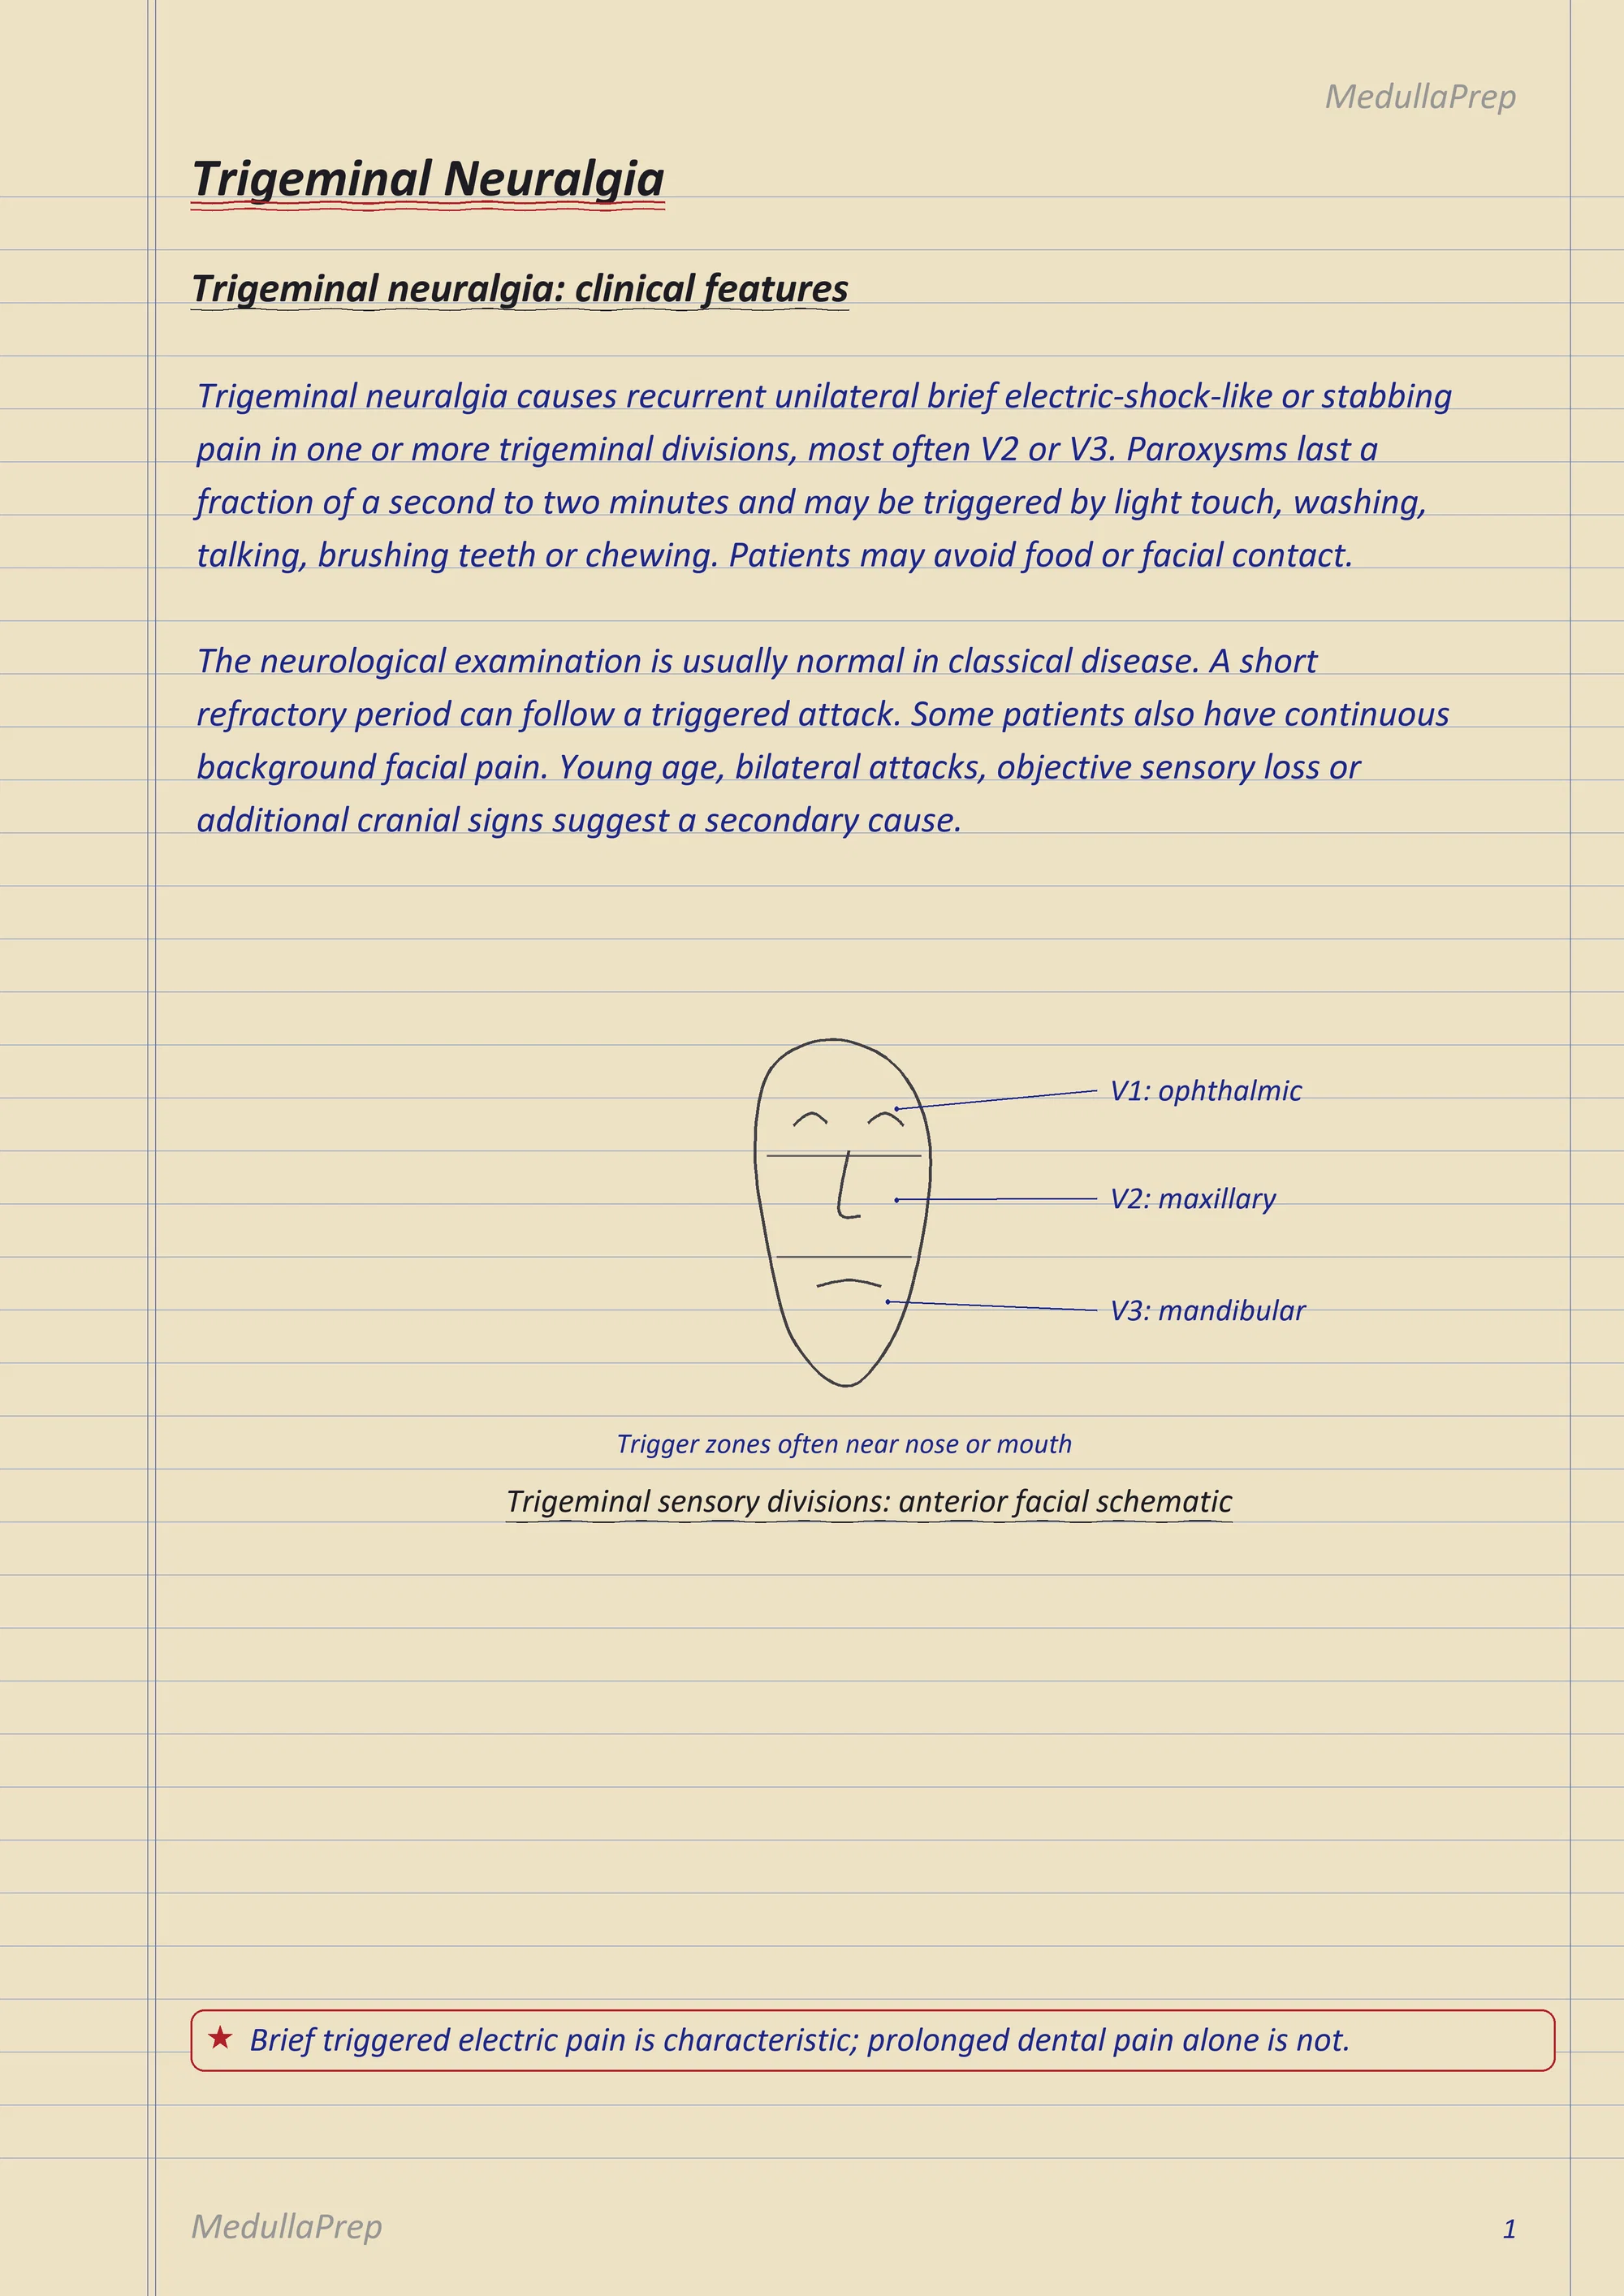 MedullaPrep
Trigeminal Neuralgia
Trigeminal neuralgia: clinical features
Trigeminal neuralgia causes recurrent unilateral brief electric-shock-like or stabbing
pain in one or more trigeminal divisions, most often V2 or V3. Paroxysms last a
fraction of a second to two minutes and may be triggered by light touch, washing,
talking, brushing teeth or chewing. Patients may avoid food or facial contact.
The neurological examination is usually normal in classical disease. A short
refractory period can follow a triggered attack. Some patients also have continuous
background facial pain. Young age, bilateral attacks, objective sensory loss or
additional cranial signs suggest a secondary cause.
V1: ophthalmic
V2: maxillary
V3: mandibular
Trigger zones often near nose or mouth
Trigeminal sensory divisions: anterior facial schematic
★ Brief triggered electric pain is characteristic; prolonged dental pain alone is not.
MedullaPrep
1